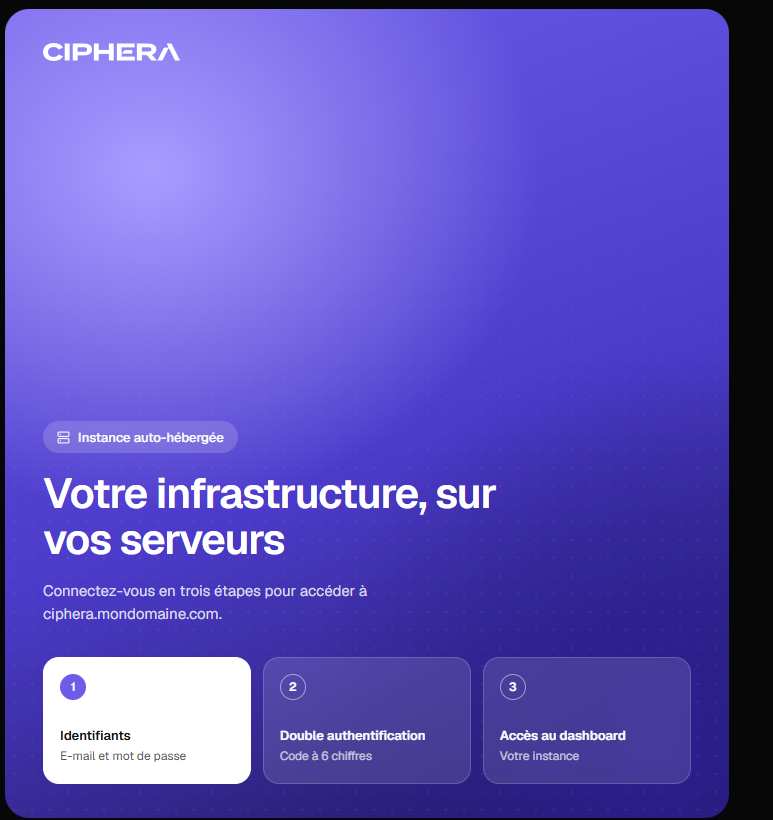 CIPHERA
Instance auto-hébergée
Votre infrastructure, sur
vos serveurs
Connectez-vous en trois étapes pour accéder à
ciphera.mondomaine.com.
1
Identifiants
E-mail et mot de passe
2
Double authentification
Code à 6 chiffres
3
Accès au dashboard
Votre instance